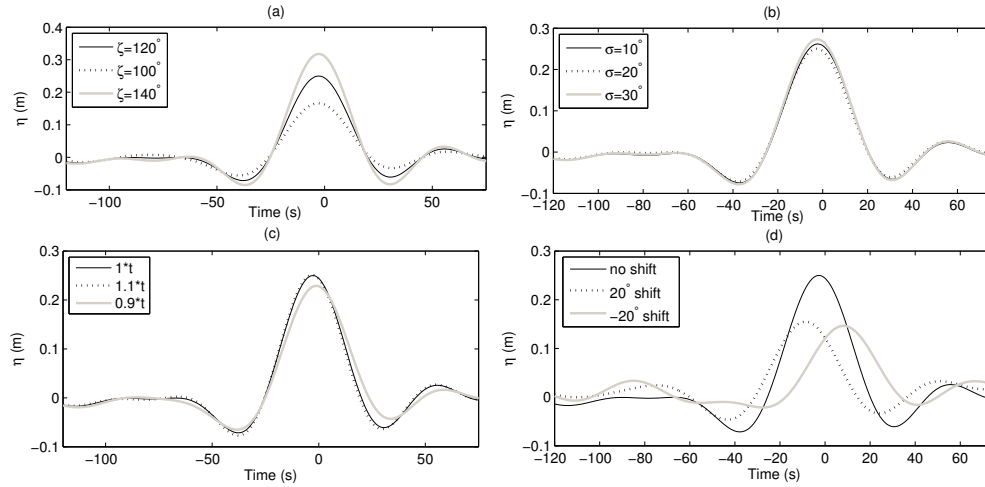 (a)
0.4
0.3
0.2
0.1
0
−0.1
η (m)
ζ=120°
ζ=100°
ζ=140°
−100
−50
0
50
Time (s)
(b)
0.3
0.2
0.1
0
−0.1
η (m)
σ=10°
σ=20°
σ=30°
−120
−100
−80
−60
−40
−20
0
20
40
60
Time (s)
(c)
0.3
0.2
0.1
0
−0.1
η (m)
1*t
1.1*t
0.9*t
−100
−50
0
50
Time (s)
(d)
0.3
0.2
0.1
0
−0.1
η (m)
no shift
20° shift
−20° shift
−120
−100
−80
−60
−40
−20
0
20
40
60
Time (s)